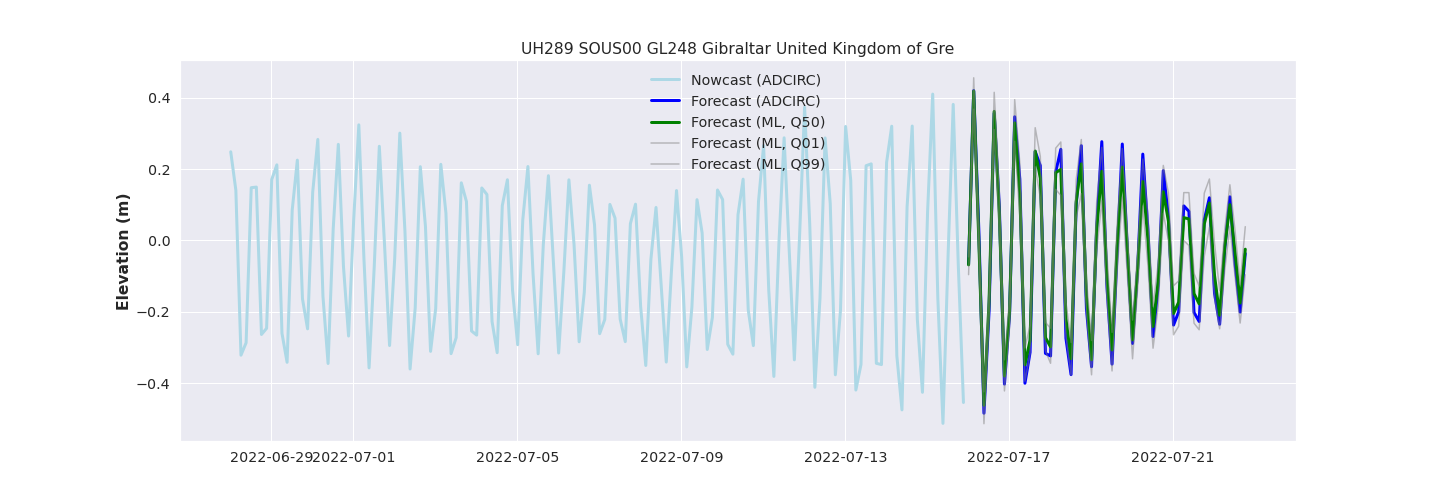 UH289 SOUS00 GL248 Gibraltar United Kingdom of Gre
Nowcast (ADCIRC)
Forecast (ADCIRC)
Forecast (ML, Q50)
Forecast (ML, Q01)
Forecast (ML, Q99)
Elevation (m)
0.4
0.2
0.0
−0.2
−0.4
2022-06-29
2022-07-01
2022-07-05
2022-07-09
2022-07-13
2022-07-17
2022-07-21